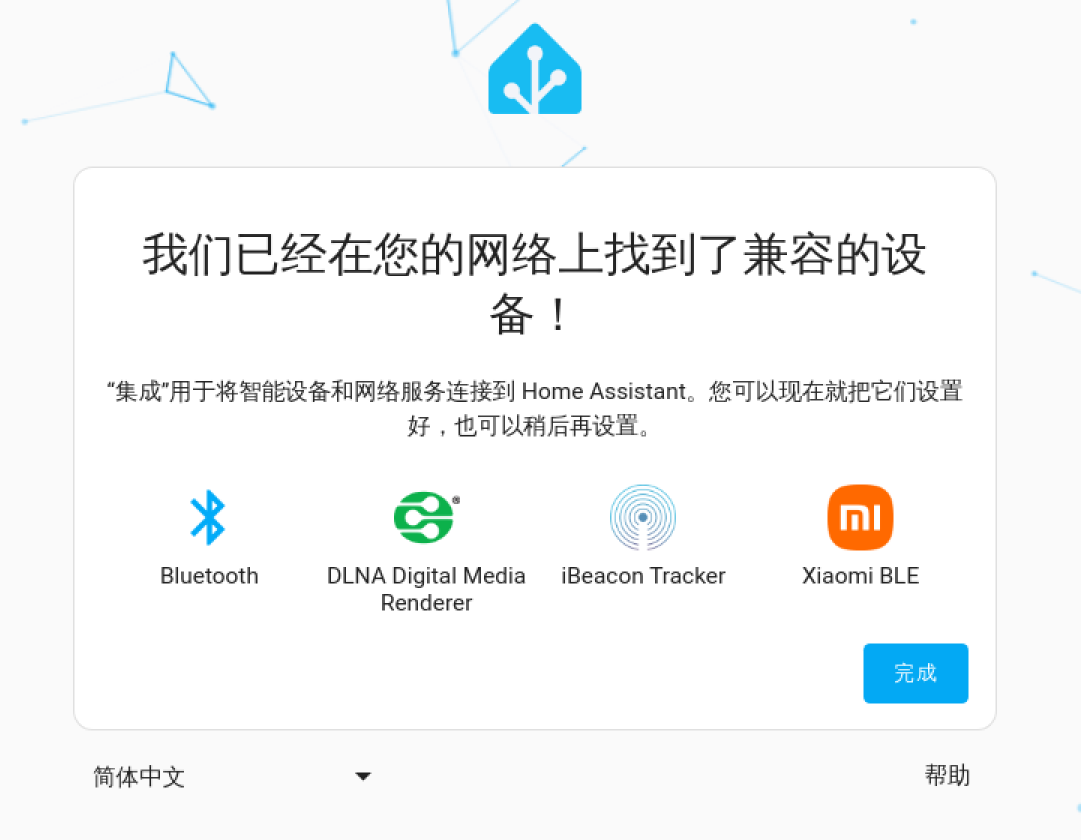 我们已经在您的网络上找到了兼容的设
备！
“集成”用于将智能设备和网络服务连接到 Home Assistant。您可以现在就把它们设置
好，也可以稍后再设置。
Bluetooth
DLNA Digital Media
Renderer
iBeacon Tracker
Xiaomi BLE
完成
简体中文
帮助